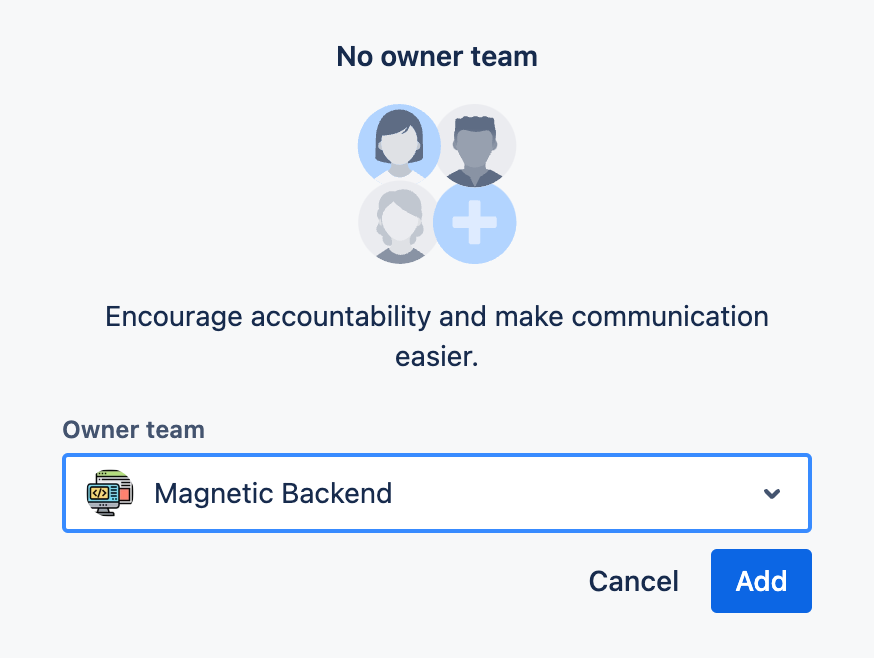 No owner team
Encourage accountability and make communication
easier.
Owner team
Magnetic Backend
Cancel
Add